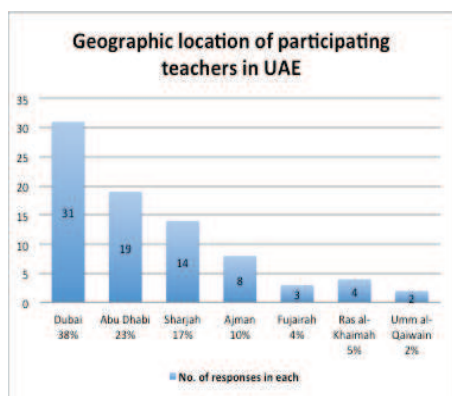 Geographic location of participating
teachers in UAE
35
30
25
20
15
10
5
0
31
19
14
8
3
4
2
Dubai
38%
Abu Dhabi
23%
Sharjah
17%
Ajman
10%
Fujairah
4%
Ras al-
Khaimah
5%
Umm al-
Qaiwain
2%
No. of responses in each